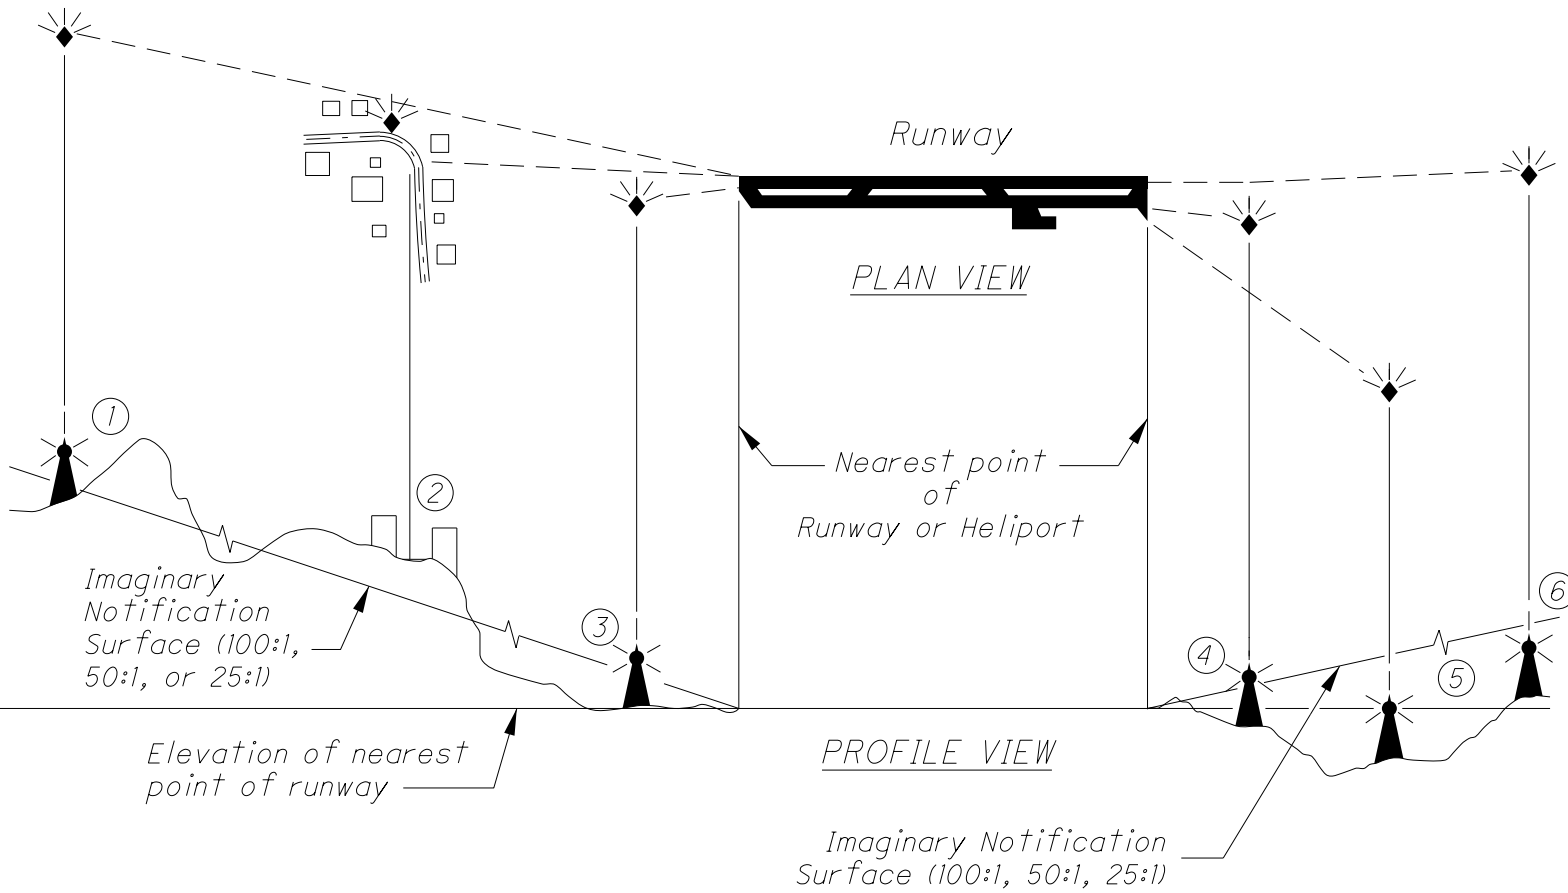 Runway
PLAN VIEW
1
2
Nearest point
of
Runway or Heliport
Imaginary
Notification
Surface (100:1,
50:1, or 25:1)
3
4
5
6
Elevation of nearest
point of runway
PROFILE VIEW
Imaginary Notification
Surface (100:1, 50:1, 25:1)